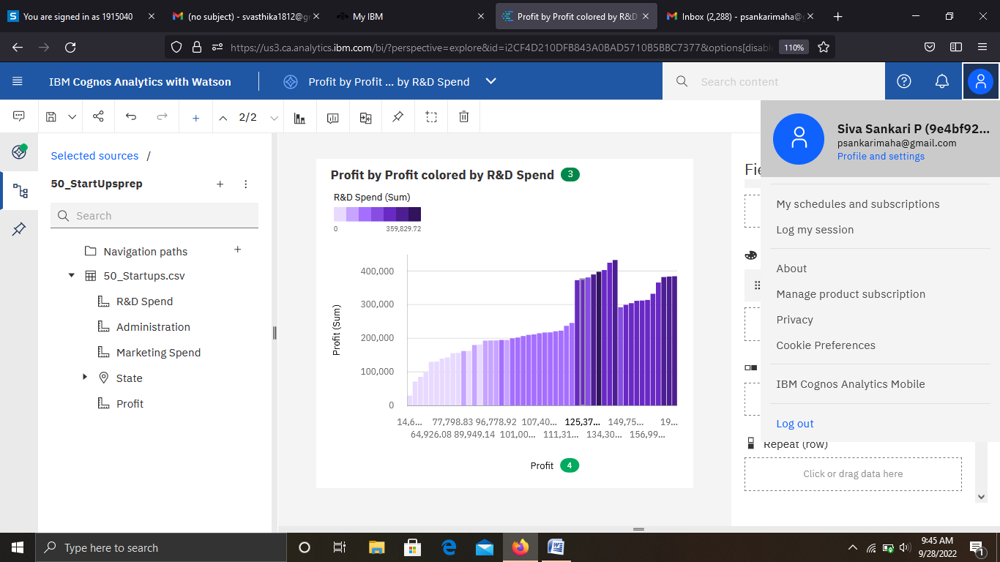 You are signed in as 1915040
(no subject) - svasthika1812@gr
My IBM
Profit by Profit colored by R&D
Inbox (2,288) - psankarimaha@g
https://us3.ca.analytics.ibm.com/bi/?perspective=explore&id=i2CF4D210DFB843A0BAD5710B5BBC7377&options[disabl
110%
IBM Cognos Analytics with Watson
Profit by Profit ... by R&D Spend
Search content
2/2
Siva Sankari P (9e4bf92...
psankarimaha@gmail.com
Profile and settings
My schedules and subscriptions
Log my session
About
Manage product subscription
Privacy
Cookie Preferences
IBM Cognos Analytics Mobile
Log out
Selected sources /
50_StartUpsprep
Search
Navigation paths
50_Startups.csv
R&D Spend
Administration
Marketing Spend
State
Profit
Profit by Profit colored by R&D Spend 3
R&D Spend (Sum)
0 359,829.72
Profit (Sum)
400,000
300,000
200,000
100,000
0
14,6... 77,798.83 96,778.92 107,40... 125,37... 149,75... 19...
64,926.08 89,949.14 101,00... 111,31... 134,30... 156,99...
Profit 4
Fie
Repeat (row)
Click or drag data here
Type here to search
9:45 AM
9/28/2022
1